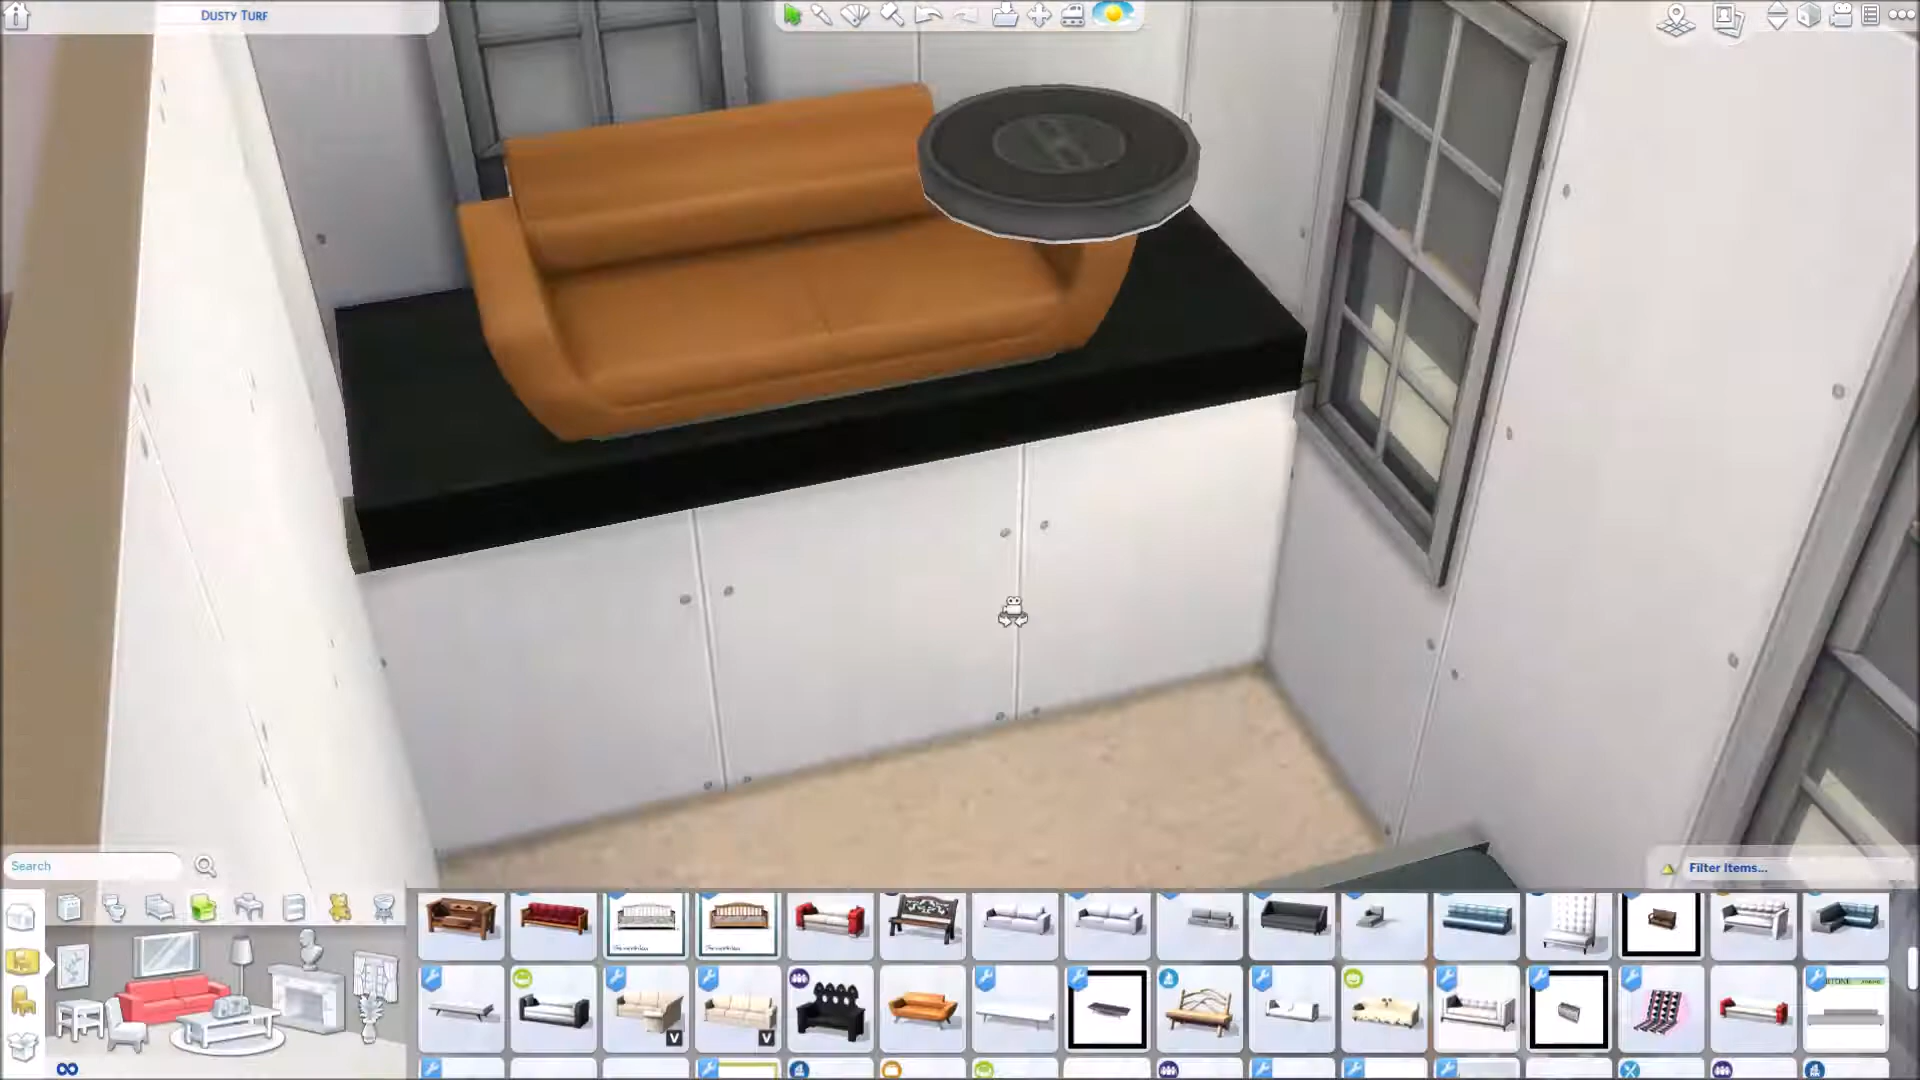 DUSTY TURF
Search
Filter Items...
V
V